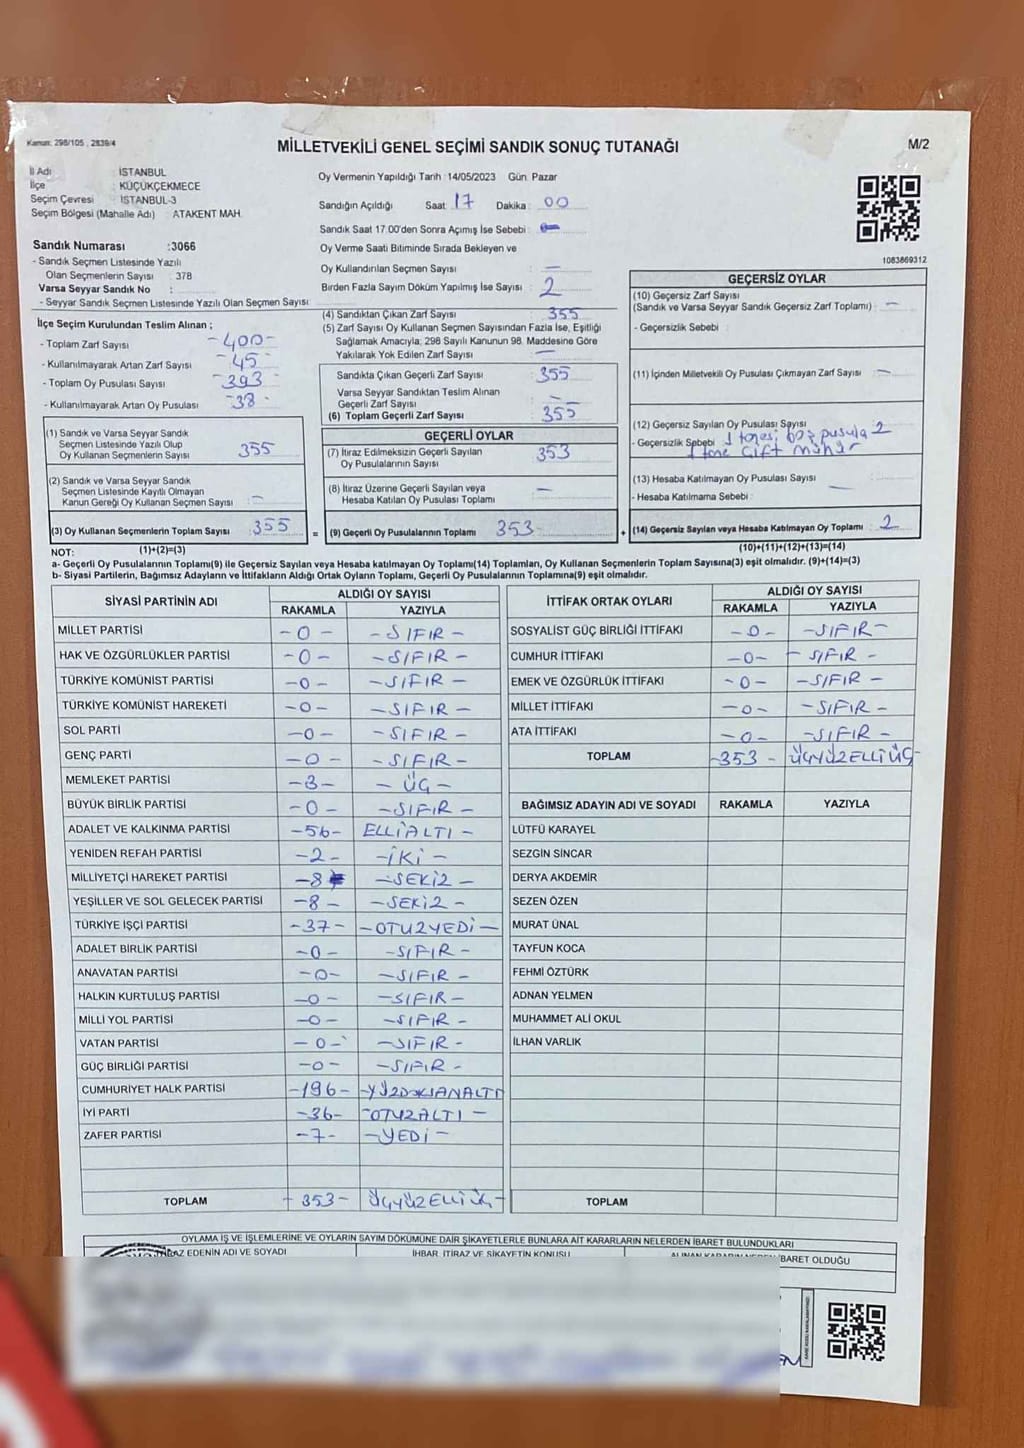 Kanun: 298/105 , 2839/4
MİLLETVEKİLİ GENEL SEÇİMİ SANDIK SONUÇ TUTANAĞI
M/2
İl Adı : İSTANBUL
İlçe : KÜÇÜKÇEKMECE
Seçim Çevresi : İSTANBUL-3
Seçim Bölgesi (Mahalle Adı) : ATAKENT MAH.
Sandık Numarası :3066
- Sandık Seçmen Listesinde Yazılı
Olan Seçmenlerin Sayısı : 378
Varsa Seyyar Sandık No :
- Seyyar Sandık Seçmen Listesinde Yazılı Olan Seçmen Sayısı :
Oy Vermenin Yapıldığı Tarih : 14/05/2023 Gün: Pazar
Sandığın Açıldığı Saat : 17 Dakika : 00
Sandık Saat 17.00'den Sonra Açımış İse Sebebi :
Oy Verme Saati Bitiminde Sırada Bekleyen ve
Oy Kullandırılan Seçmen Sayısı : —
Birden Fazla Sayım Döküm Yapılmış İse Sayısı : 2
1083869312
İlçe Seçim Kurulundan Teslim Alınan ;
- Toplam Zarf Sayısı : -400-
- Kullanılmayarak Artan Zarf Sayısı : -45-
- Toplam Oy Pusulası Sayısı : -393-
- Kullanılmayarak Artan Oy Pusulası : -38-
(4) Sandıktan Çıkan Zarf Sayısı : 355
(5) Zarf Sayısı Oy Kullanan Seçmen Sayısından Fazla İse, Eşitliği
Sağlamak Amacıyla; 298 Sayılı Kanunun 98. Maddesine Göre
Yakılarak Yok Edilen Zarf Sayısı : —
Sandıkta Çıkan Geçerli Zarf Sayısı : 355
Varsa Seyyar Sandıktan Teslim Alınan
Geçerli Zarf Sayısı : —
(6) Toplam Geçerli Zarf Sayısı : 355
GEÇERSİZ OYLAR
(10) Geçersiz Zarf Sayısı
(Sandık ve Varsa Seyyar Sandık Geçersiz Zarf Toplamı) : —
- Geçersizlik Sebebi :
(11) İçinden Milletvekili Oy Pusulası Çıkmayan Zarf Sayısı : —
(12) Geçersiz Sayılan Oy Pusulası Sayısı : 2
- Geçersizlik Sebebi : 1 tanesi boş pusula
1 tane çift mühür
(13) Hesaba Katılmayan Oy Pusulası Sayısı : —
- Hesaba Katılmama Sebebi :
(14) Geçersiz Sayılan veya Hesaba Katılmayan Oy Toplamı : 2
(10)+(11)+(12)+(13)=(14)
(1) Sandık ve Varsa Seyyar Sandık
Seçmen Listesinde Yazılı Olup
Oy Kullanan Seçmenlerin Sayısı : 355
(2) Sandık ve Varsa Seyyar Sandık
Seçmen Listesinde Kayıtlı Olmayan
Kanun Gereği Oy Kullanan Seçmen Sayısı : —
(3) Oy Kullanan Seçmenlerin Toplam Sayısı : 355
(1)+(2)=(3)
GEÇERLİ OYLAR
(7) İtiraz Edilmeksizin Geçerli Sayılan
Oy Pusulalarının Sayısı : 353
(8) İtiraz Üzerine Geçerli Sayılan veya
Hesaba Katılan Oy Pusulası Toplamı : —
= (9) Geçerli Oy Pusulalarının Toplamı : 353 +
NOT:
a- Geçerli Oy Pusulalarının Toplamı(9) ile Geçersiz Sayılan veya Hesaba katılmayan Oy Toplamı(14) Toplamları, Oy Kullanan Seçmenlerin Toplam Sayısına(3) eşit olmalıdır. (9)+(14)=(3)
b- Siyasi Partilerin, Bağımsız Adayların ve İttifakların Aldığı Ortak Oyların Toplamı, Geçerli Oy Pusulalarının Toplamına(9) eşit olmalıdır.
SİYASİ PARTİNİN ADI ALDIĞI OY SAYISI
RAKAMLA YAZIYLA
MİLLET PARTİSİ -0- -SIFIR-
HAK VE ÖZGÜRLÜKLER PARTİSİ -0- -SIFIR-
TÜRKİYE KOMÜNİST PARTİSİ -0- -SIFIR-
TÜRKİYE KOMÜNİST HAREKETİ -0- -SIFIR-
SOL PARTİ -0- -SIFIR-
GENÇ PARTİ -0- -SIFIR-
MEMLEKET PARTİSİ -3- -ÜÇ-
BÜYÜK BİRLİK PARTİSİ -0- -SIFIR-
ADALET VE KALKINMA PARTİSİ -56- ELLİALTI-
YENİDEN REFAH PARTİSİ -2- -İKİ-
MİLLİYETÇİ HAREKET PARTİSİ -8 -SEKİZ-
YEŞİLLER VE SOL GELECEK PARTİSİ -8- -SEKİZ-
TÜRKİYE İŞÇİ PARTİSİ -37- -OTUZYEDİ-
ADALET BİRLİK PARTİSİ -0- -SIFIR-
ANAVATAN PARTİSİ -0- -SIFIR-
HALKIN KURTULUŞ PARTİSİ -0- -SIFIR-
MİLLİ YOL PARTİSİ -0- -SIFIR-
VATAN PARTİSİ -0- -SIFIR-
GÜÇ BİRLİĞİ PARTİSİ -0- -SIFIR-
CUMHURİYET HALK PARTİSİ -196- -YÜZDOKSANALTI
İYİ PARTİ -36- -OTUZALTI-
ZAFER PARTİSİ -7- -YEDİ-
TOPLAM -353- ÜÇYÜZELLİÜÇ-
İTTİFAK ORTAK OYLARI ALDIĞI OY SAYISI
RAKAMLA YAZIYLA
SOSYALİST GÜÇ BİRLİĞİ İTTİFAKI -0- -SIFIR-
CUMHUR İTTİFAKI -0- -SIFIR-
EMEK VE ÖZGÜRLÜK İTTİFAKI -0- -SIFIR-
MİLLET İTTİFAKI -0- -SIFIR-
ATA İTTİFAKI -0- -SIFIR-
TOPLAM -353- ÜÇYÜZELLİÜÇ-
BAĞIMSIZ ADAYIN ADI VE SOYADI RAKAMLA YAZIYLA
LÜTFÜ KARAYEL
SEZGİN SİNCAR
DERYA AKDEMİR
SEZEN ÖZEN
MURAT ÜNAL
TAYFUN KOCA
FEHMİ ÖZTÜRK
ADNAN YELMEN
MUHAMMET ALİ OKUL
İLHAN VARLIK
TOPLAM
OYLAMA İŞ VE İŞLEMLERİNE VE OYLARIN SAYIM DÖKÜMÜNE DAİR ŞİKAYETLERLE BUNLARA AİT KARARLARIN NELERDEN İBARET BULUNDUKLARI
EDENİN ADI VE SOYADI İHBAR, İTİRAZ VE ŞİKAYETİN KONUSU ALINAN KARARIN NEDEN İBARET OLDUĞU